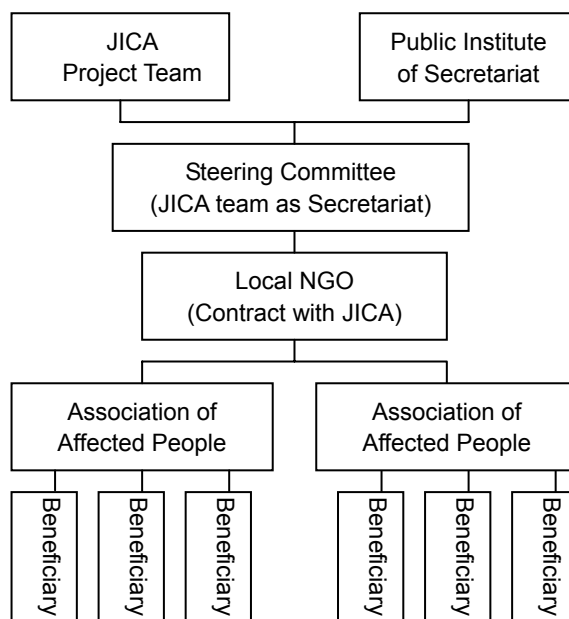 JICA
Project Team
Public Institute
of Secretariat
Steering Committee
(JICA team as Secretariat)
Local NGO
(Contract with JICA)
Association of
Affected People
Association of
Affected People
Beneficiary
Beneficiary
Beneficiary
Beneficiary
Beneficiary
Beneficiary